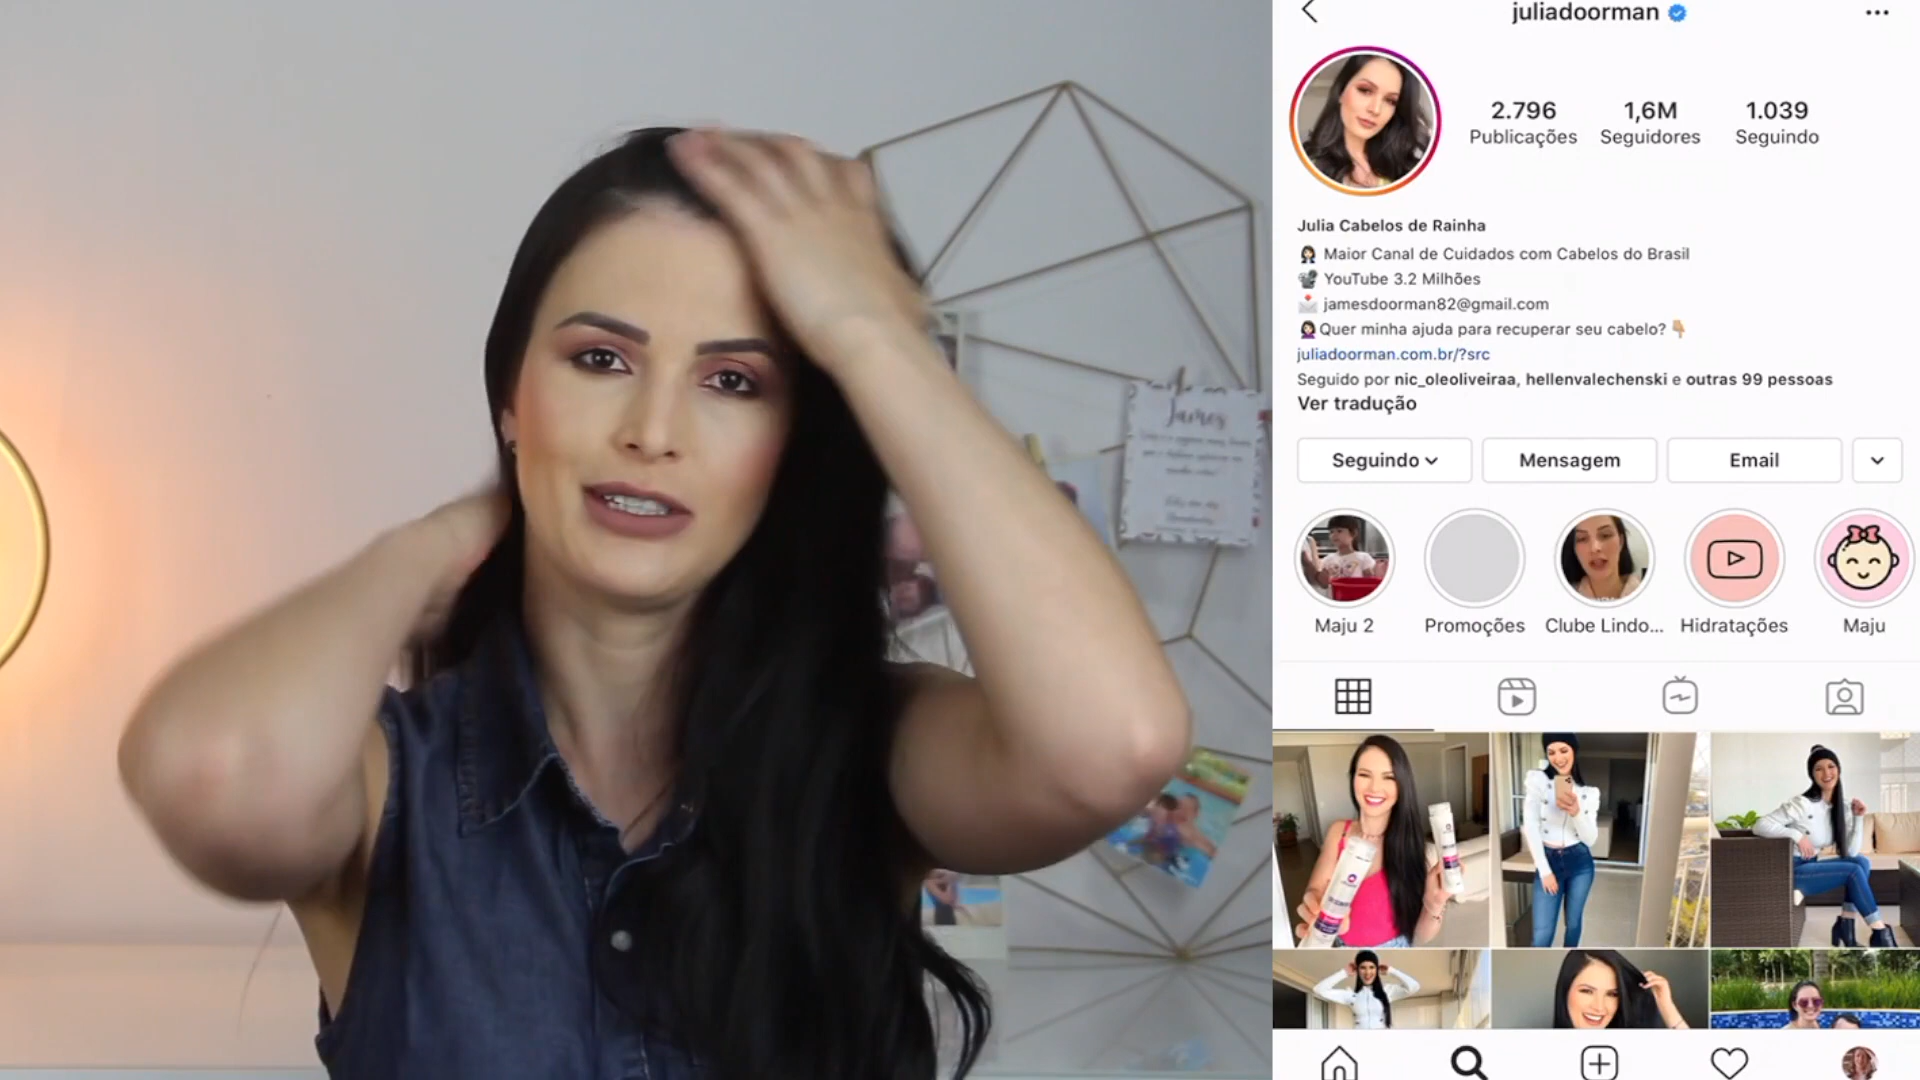 juliadoorman
2.796
1,6M
1.039
Publicações
Seguidores
Seguindo
Julia Cabelos de Rainha
Maior Canal de Cuidados com Cabelos do Brasil
YouTube 3.2 Milhões
jamesdoorman82@gmail.com
Quer minha ajuda para recuperar seu cabelo?
juliadoorman.com.br/?src
Seguido por nic_oleoliveiraa, hellenvalechenski e outras 99 pessoas
Ver tradução
Seguindo
Mensagem
Email
Maju 2
Promoções
Clube Lindo...
Hidratações
Maju
James